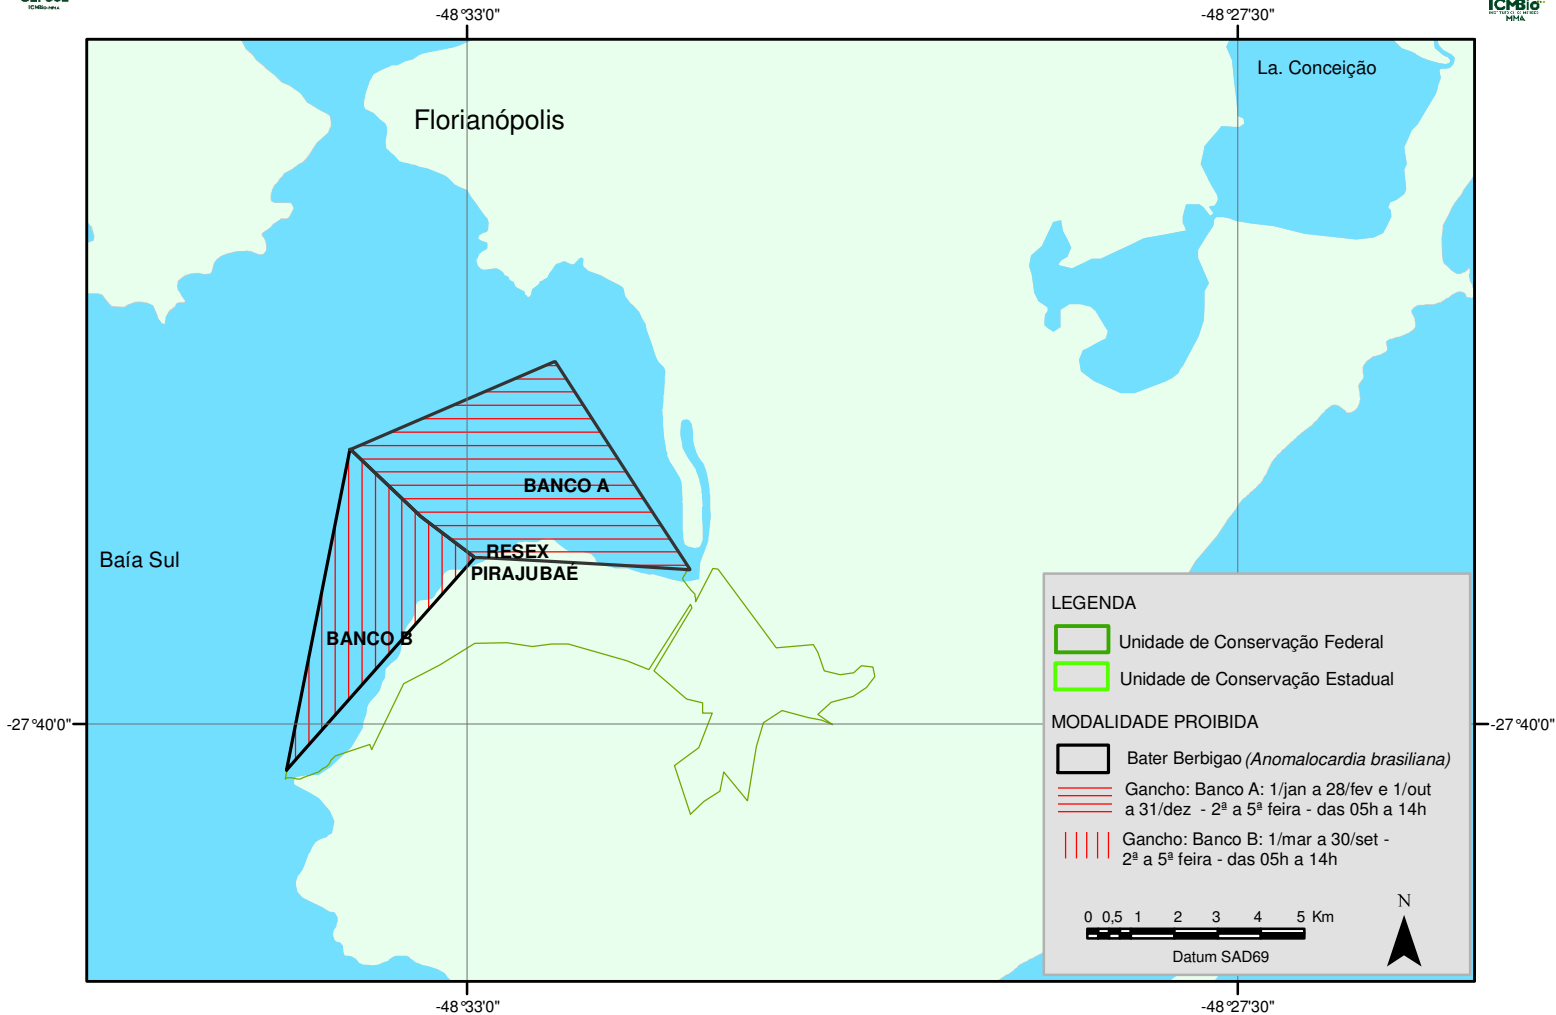 ICMBio-MMA
ICMBio
MMA
-48°33'0"
-48°27'30"
La. Conceição
Florianópolis
BANCO A
RESEX
PIRAJUBAÉ
Baía Sul
BANCO B
-27°40'0"
-27°40'0"
LEGENDA
Unidade de Conservação Federal
Unidade de Conservação Estadual
MODALIDADE PROIBIDA
Bater Berbigao (Anomalocardia brasiliana)
Gancho: Banco A: 1/jan a 28/fev e 1/out
a 31/dez - 2ª a 5ª feira - das 05h a 14h
Gancho: Banco B: 1/mar a 30/set -
2ª a 5ª feira - das 05h a 14h
N
0 0,5 1 2 3 4 5 Km
Datum SAD69
-48°33'0"
-48°27'30"